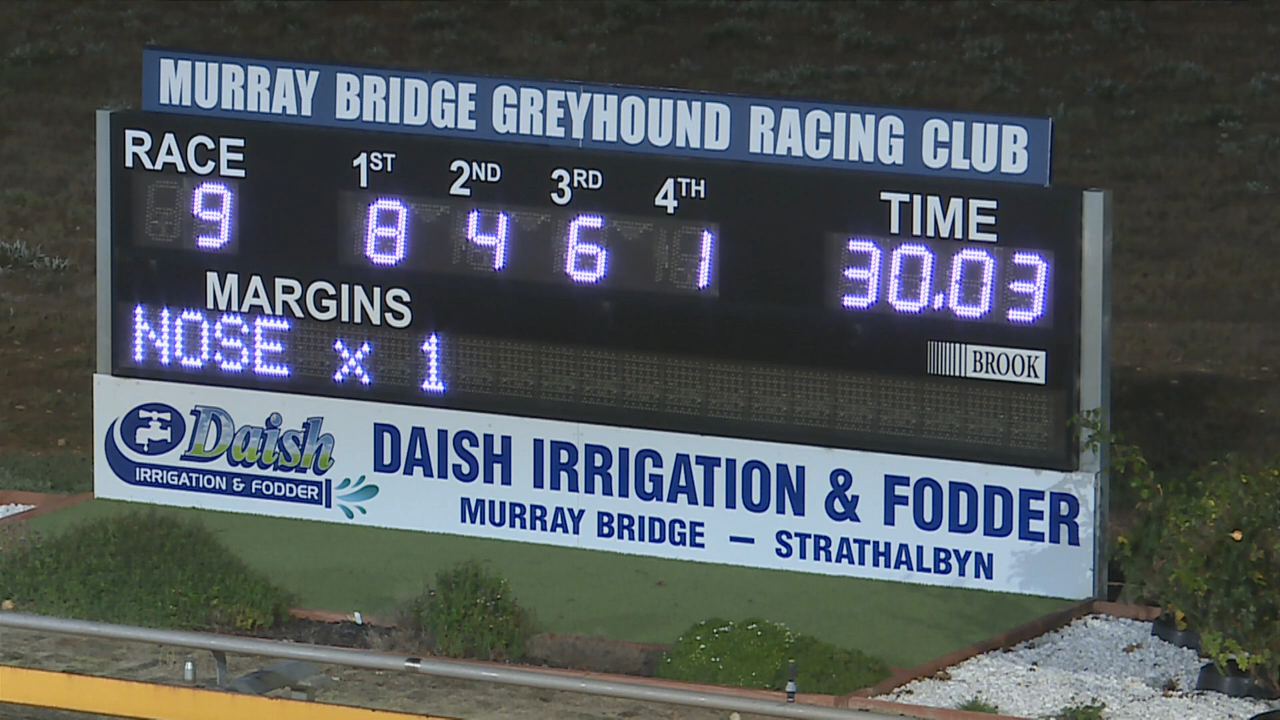 MURRAY BRIDGE GREYHOUND RACING CLUB
RACE 1ST 2ND 3RD 4TH TIME
9 8 4 6 1 30.03
MARGINS
NOSE x 1
BROOK
Daish
IRRIGATION & FODDER
DAISH IRRIGATION & FODDER
MURRAY BRIDGE – STRATHALBYN